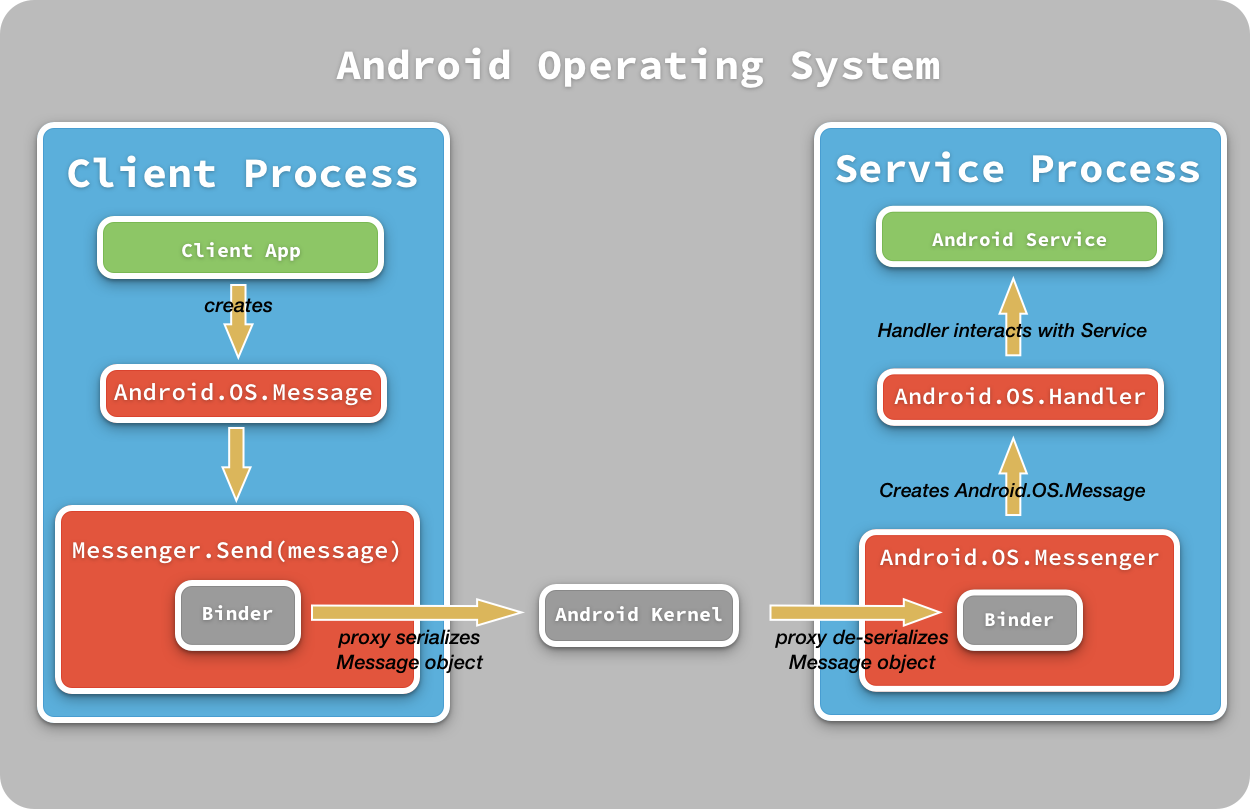 Android Operating System
Client Process
Client App
creates
Android.OS.Message
Messenger.Send(message)
Binder
proxy serializes
Message object
Android Kernel
proxy de-serializes
Message object
Service Process
Android Service
Handler interacts with Service
Android.OS.Handler
Creates Android.OS.Message
Android.OS.Messenger
Binder